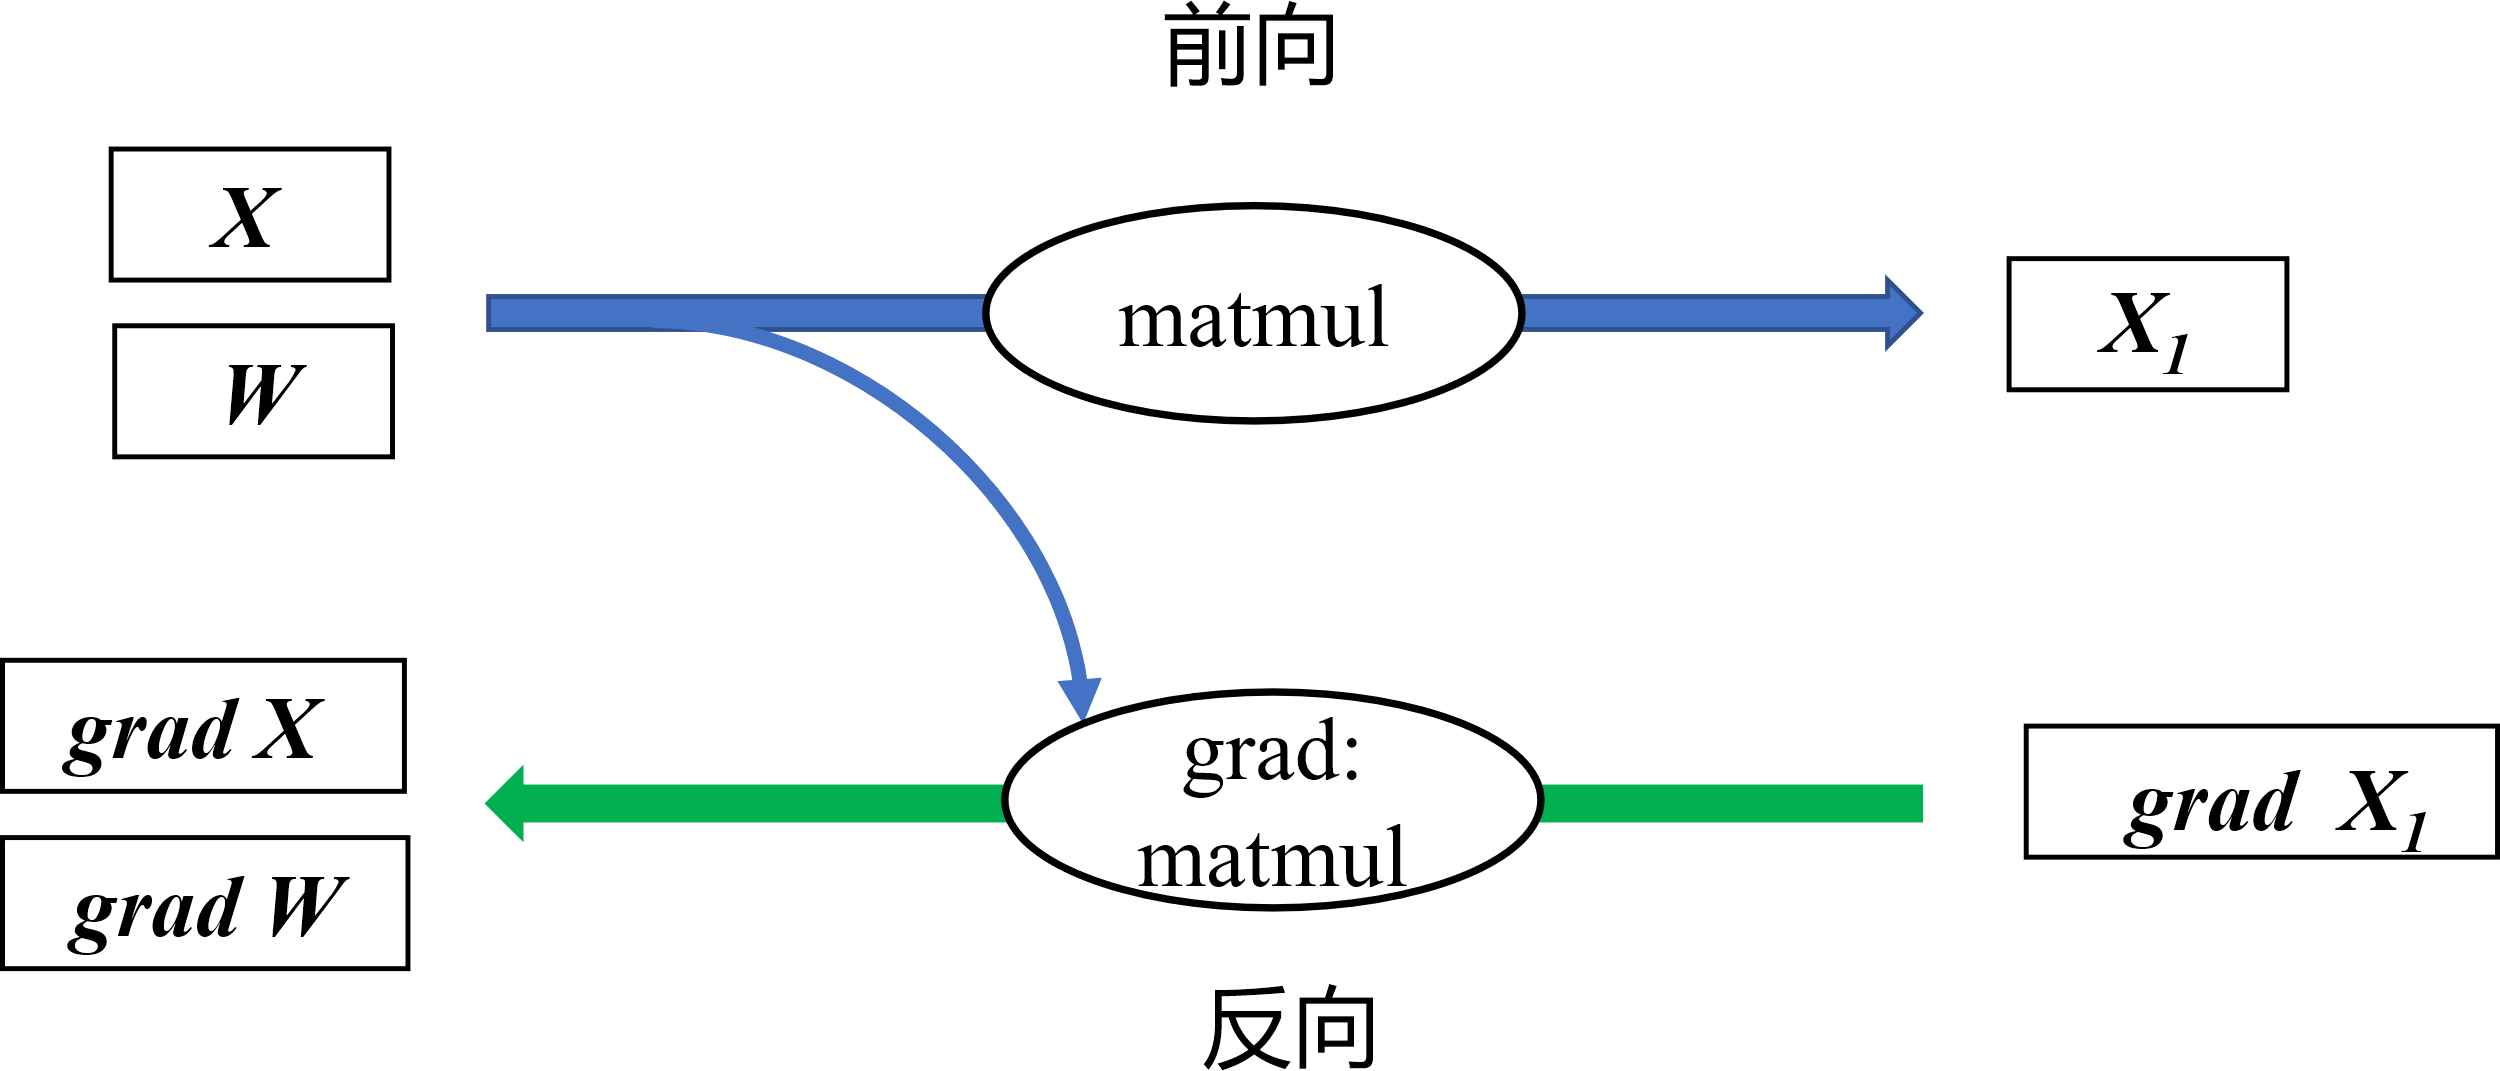 前向
X
W
matmul
X1
grad X
grad W
grad:
matmul
grad X1
反向